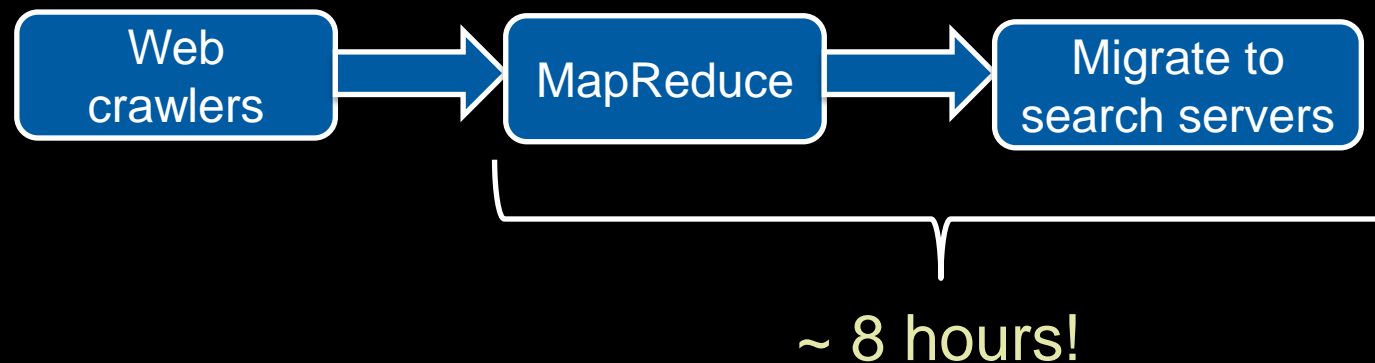 Web
crawlers
MapReduce
Migrate to
search servers
~ 8 hours!